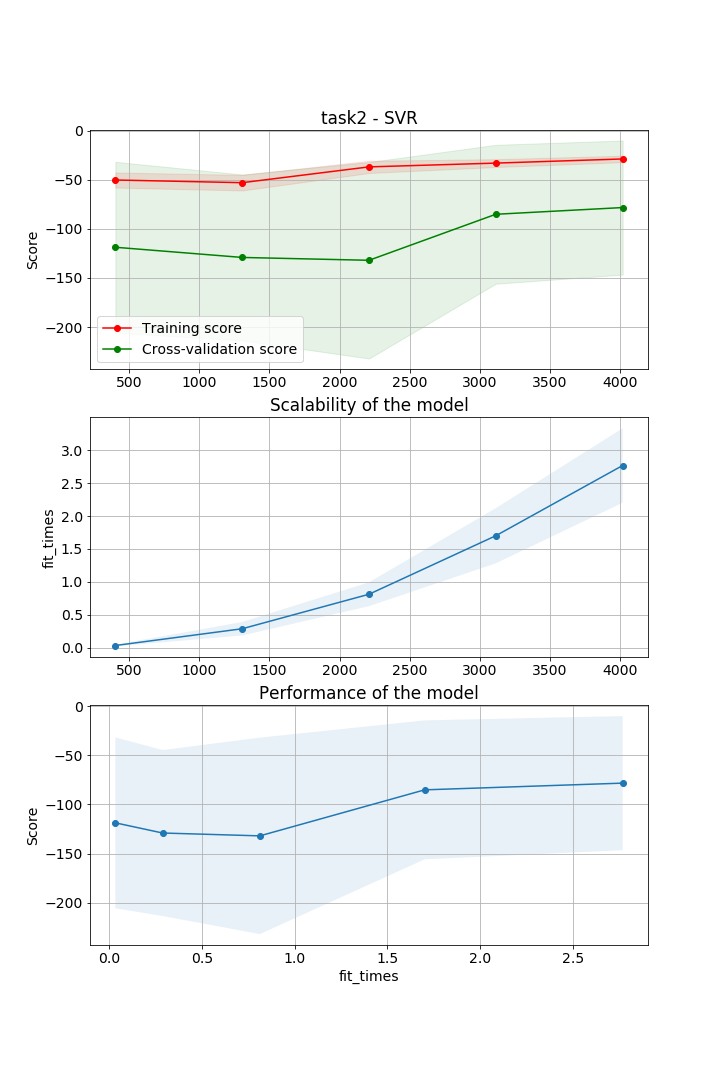 task2 - SVR
0
−50
−100
−150
−200
Score
Training score
Cross-validation score
500 1000 1500 2000 2500 3000 3500 4000
Scalability of the model
3.0
2.5
2.0
1.5
1.0
0.5
0.0
fit_times
500 1000 1500 2000 2500 3000 3500 4000
Performance of the model
0
−50
−100
−150
−200
Score
0.0 0.5 1.0 1.5 2.0 2.5
fit_times